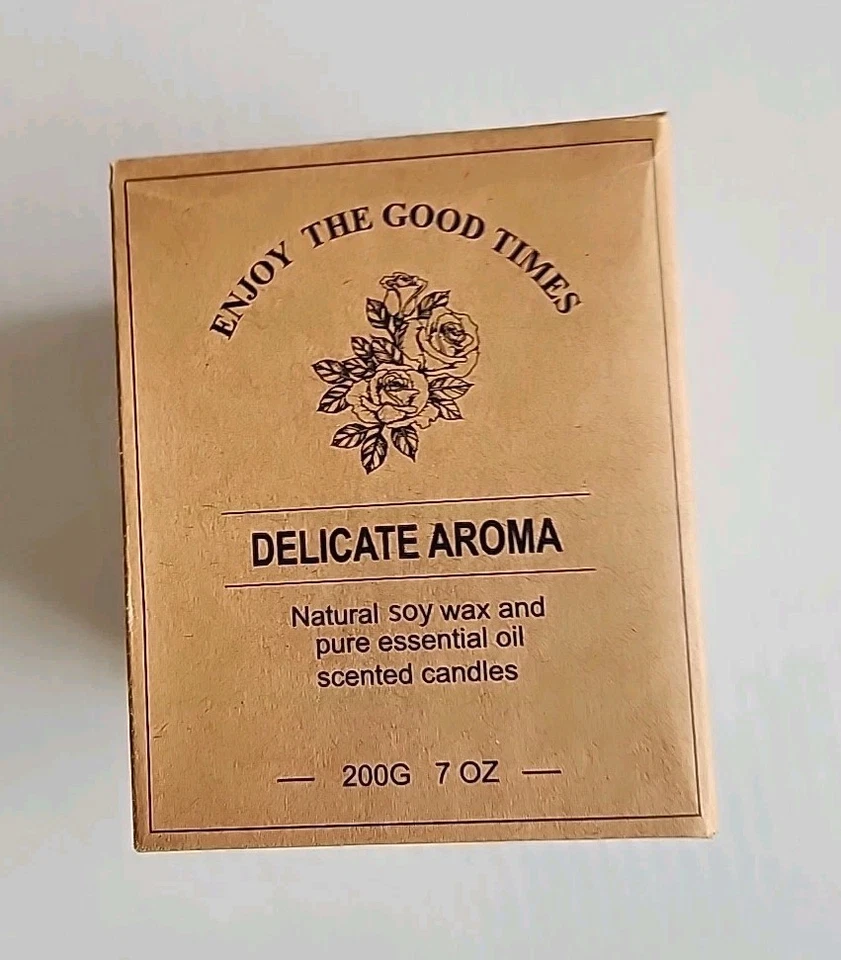 ENJOY THE GOOD TIMES
DELICATE AROMA
Natural soy wax and
pure essential oil
scented candles
— 200G 7 OZ —